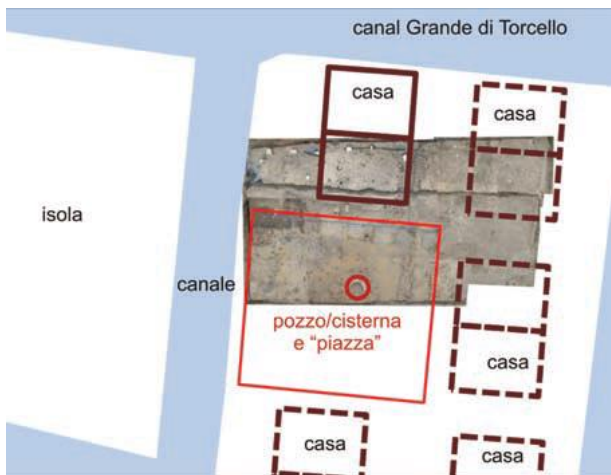 canal Grande di Torcello
casa
casa
isola
canale
pozzo/cisterna
e “piazza”
casa
casa
casa